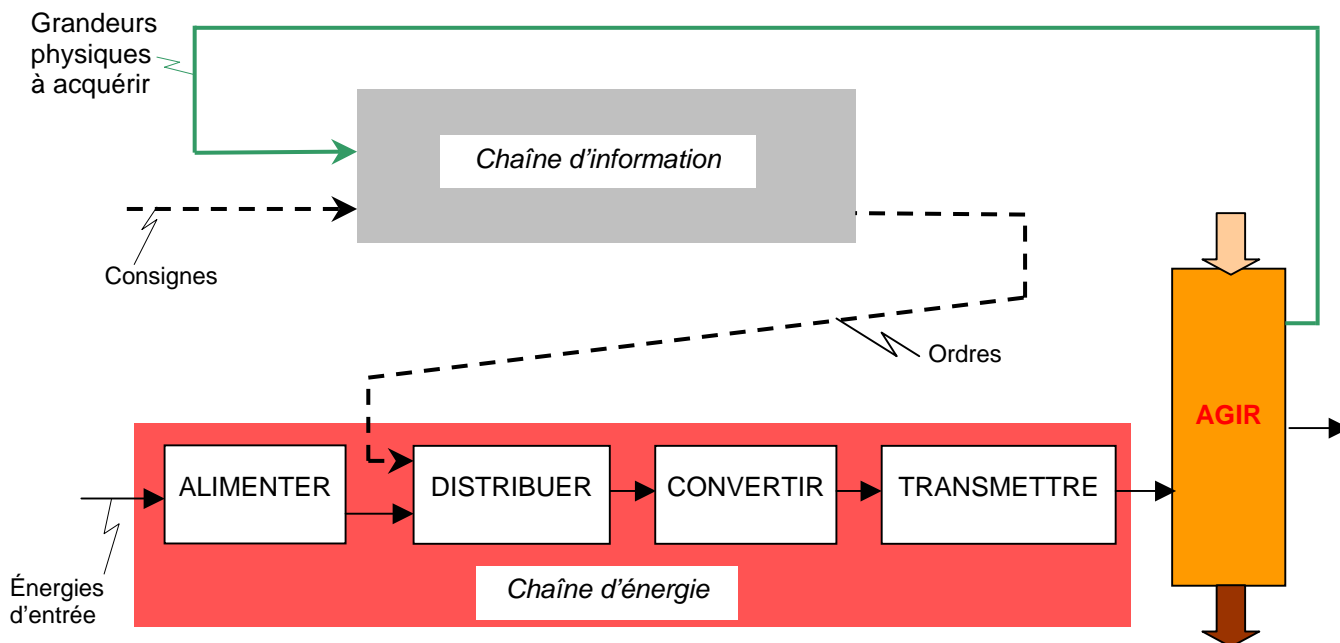 Grandeurs
physiques
à acquérir
Chaîne d’information
Consignes
Ordres
AGIR
ALIMENTER
DISTRIBUER
CONVERTIR
TRANSMETTRE
Énergies
d’entrée
Chaîne d’énergie